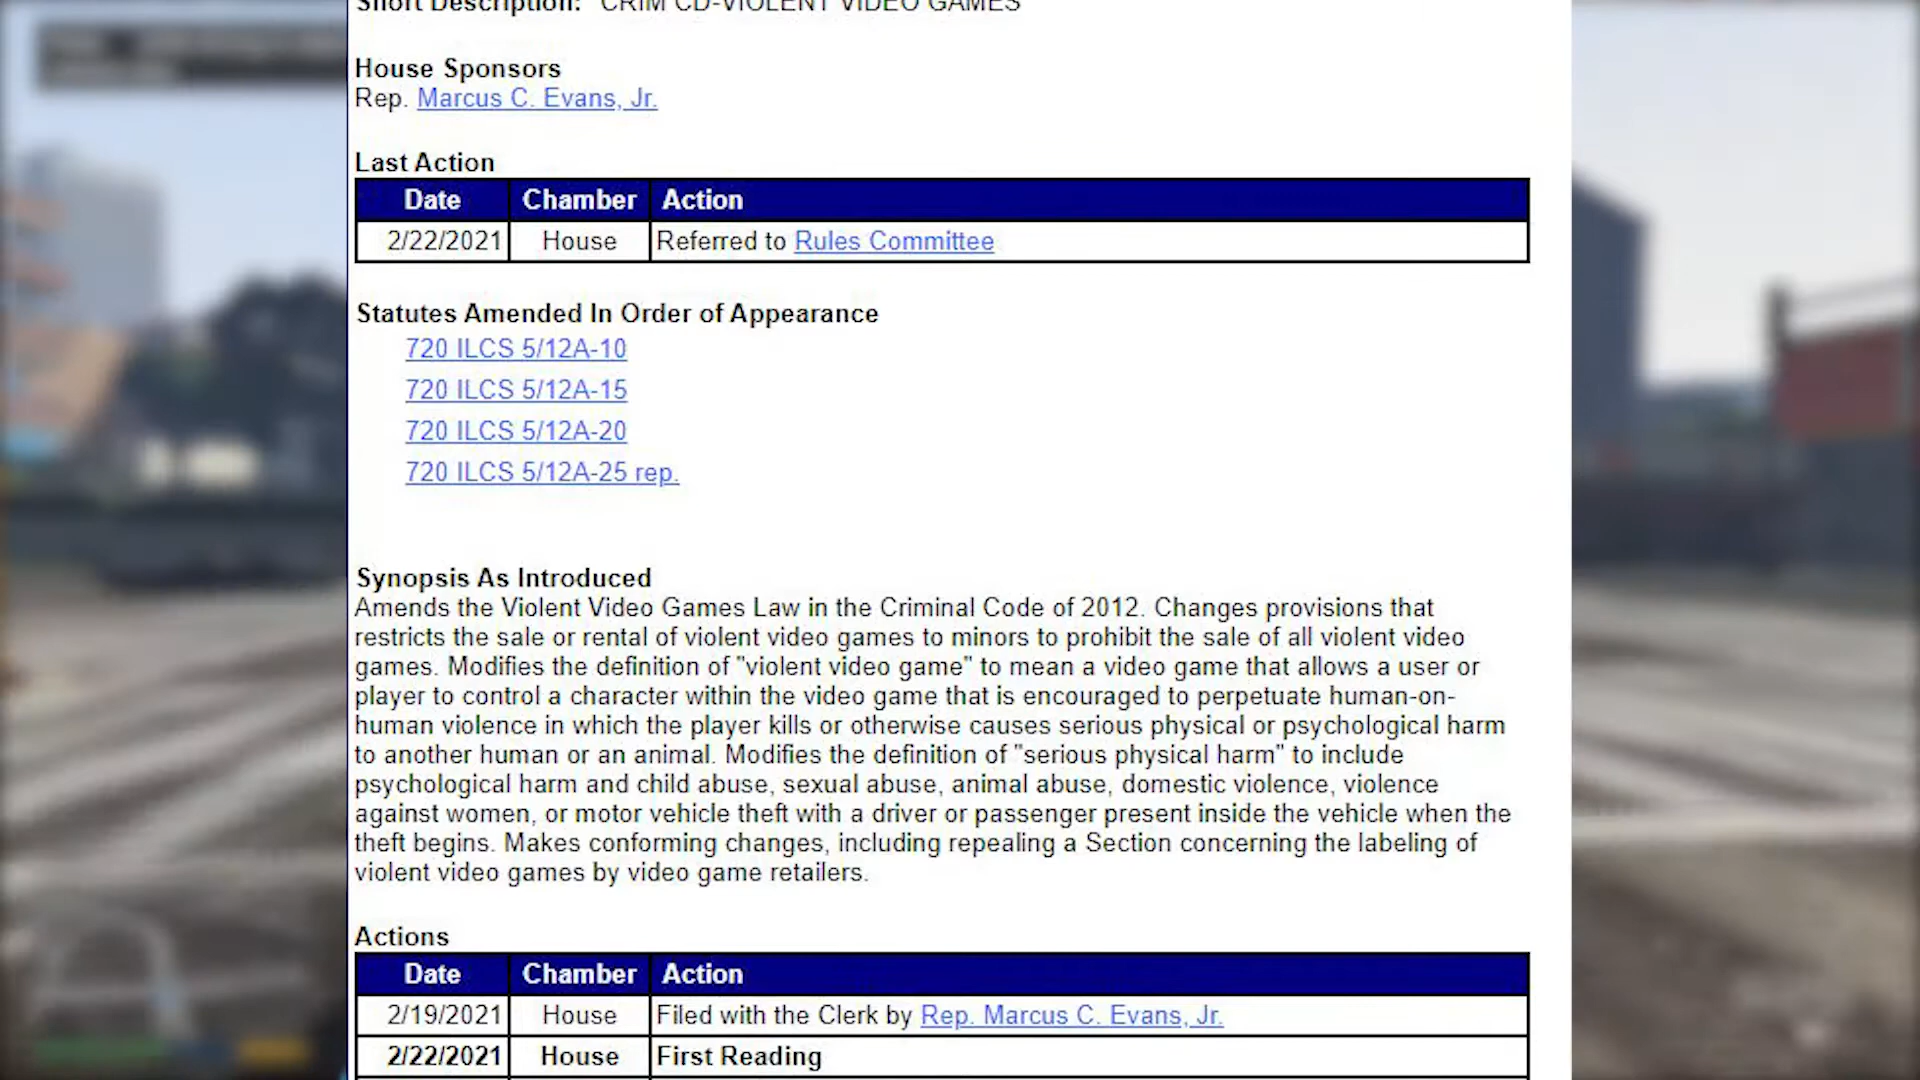 Short Description: CRIM CD-VIOLENT VIDEO GAMES
House Sponsors
Rep. Marcus C. Evans, Jr.
Last Action
Date Chamber Action
2/22/2021 House Referred to Rules Committee
Statutes Amended In Order of Appearance
720 ILCS 5/12A-10
720 ILCS 5/12A-15
720 ILCS 5/12A-20
720 ILCS 5/12A-25 rep.
Synopsis As Introduced
Amends the Violent Video Games Law in the Criminal Code of 2012. Changes provisions that
restricts the sale or rental of violent video games to minors to prohibit the sale of all violent video
games. Modifies the definition of "violent video game" to mean a video game that allows a user or
player to control a character within the video game that is encouraged to perpetuate human-on-
human violence in which the player kills or otherwise causes serious physical or psychological harm
to another human or an animal. Modifies the definition of "serious physical harm" to include
psychological harm and child abuse, sexual abuse, animal abuse, domestic violence, violence
against women, or motor vehicle theft with a driver or passenger present inside the vehicle when the
theft begins. Makes conforming changes, including repealing a Section concerning the labeling of
violent video games by video game retailers.
Actions
Date Chamber Action
2/19/2021 House Filed with the Clerk by Rep. Marcus C. Evans, Jr.
2/22/2021 House First Reading